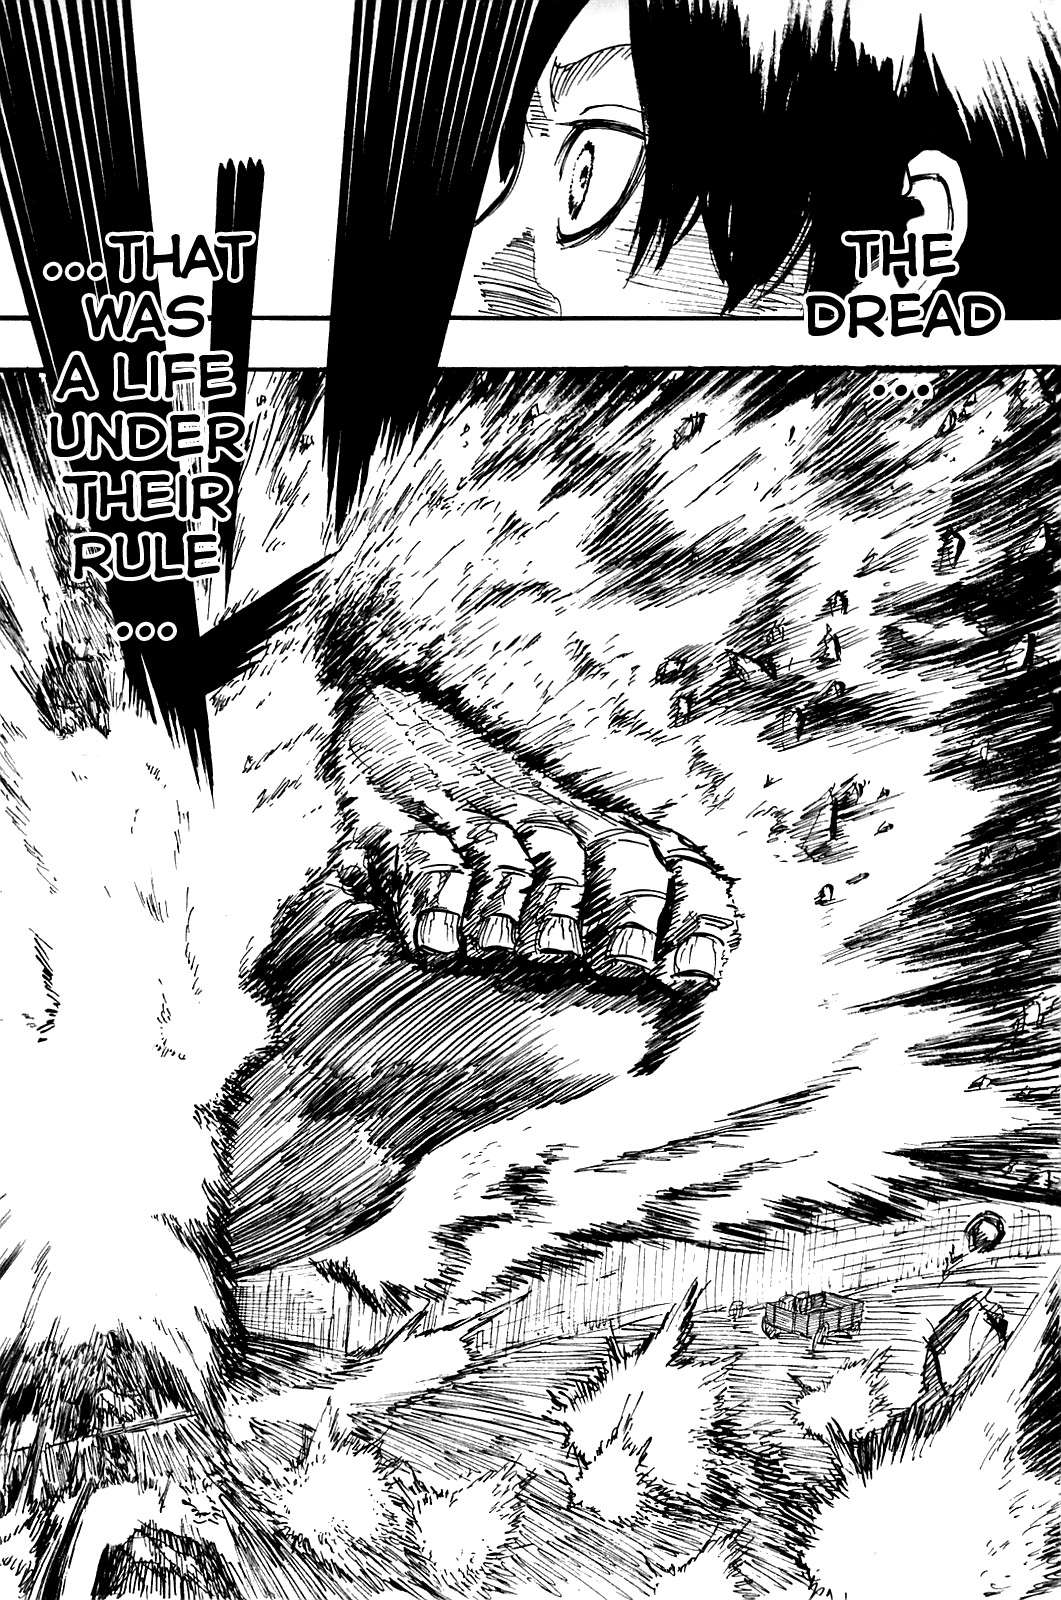 THE
DREAD
...
...THAT
WAS
A LIFE
UNDER
THEIR
RULE
...